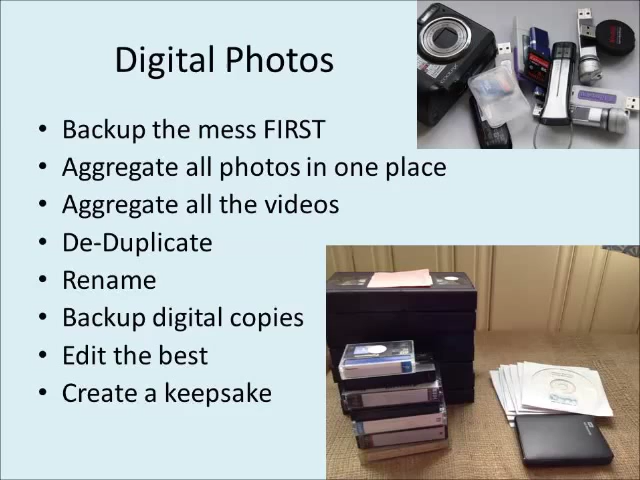 Digital Photos
• Backup the mess FIRST
• Aggregate all photos in one place
• Aggregate all the videos
• De-Duplicate
• Rename
• Backup digital copies
• Edit the best
• Create a keepsake